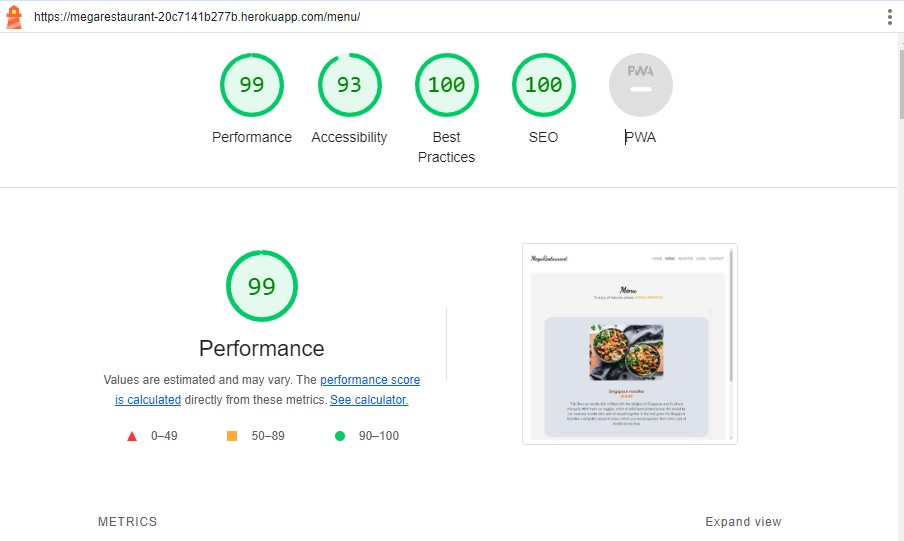 https://megarestaurant-20c7141b277b.herokuapp.com/menu/
99 93 100 100 PWA
Performance Accessibility Best Practices SEO PWA
99
Performance
Values are estimated and may vary. The performance score
is calculated directly from these metrics. See calculator.
0–49 50–89 90–100
MegaRestaurant
HOME MENU REGISTER LOGIN CONTACT
Menu
Singapore noodles
METRICS Expand view